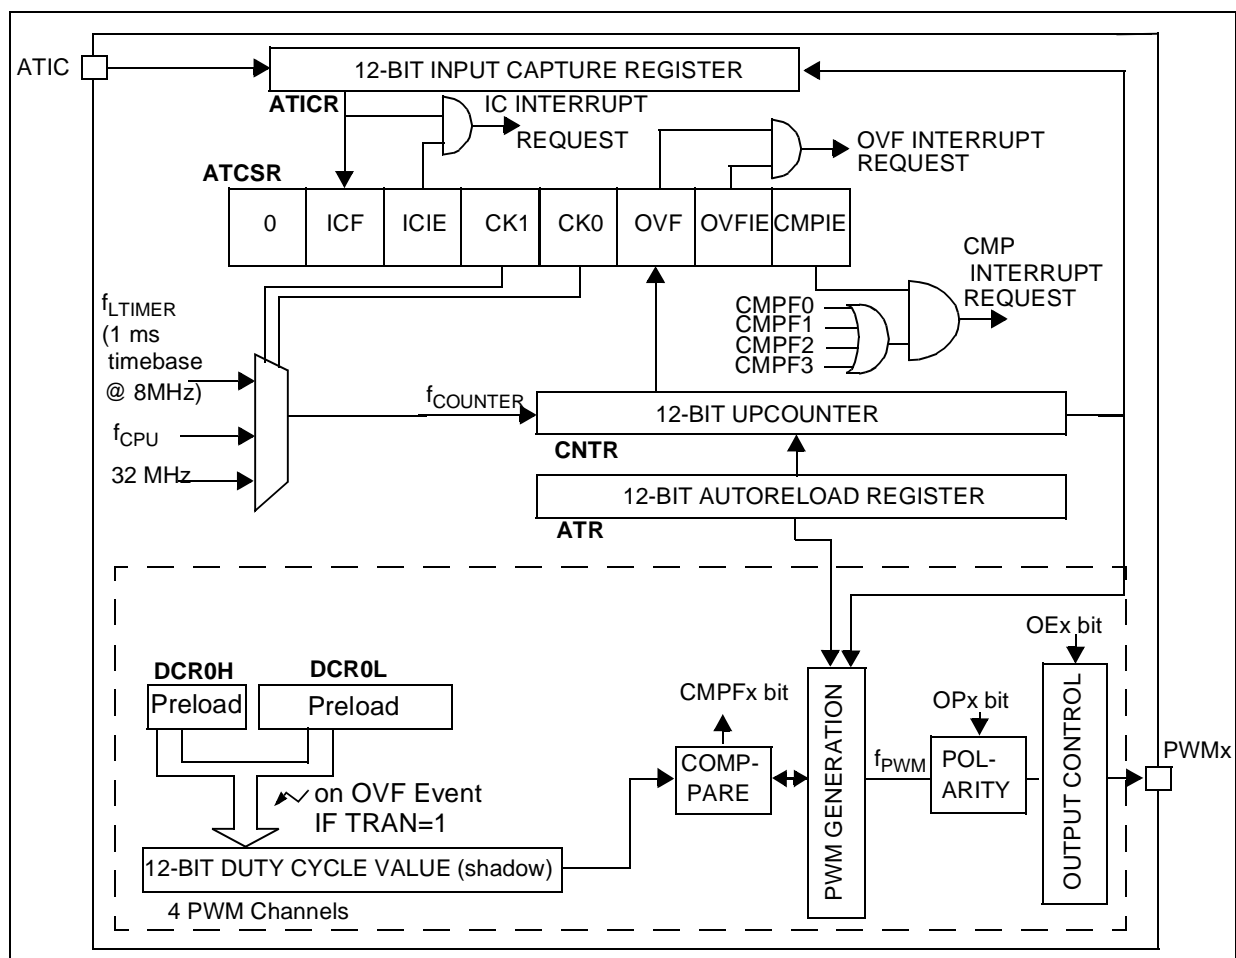 ATIC
12-BIT INPUT CAPTURE REGISTER
ATICR
IC INTERRUPT
REQUEST
OVF INTERRUPT
REQUEST
ATCSR
0
ICF
ICIE
CK1
CK0
OVF
OVFIE
CMPIE
CMP
INTERRUPT
REQUEST
fLTIMER
(1 ms
timebase
@ 8MHz)
CMPF0
CMPF1
CMPF2
CMPF3
fCOUNTER
12-BIT UPCOUNTER
fCPU
CNTR
32 MHz
12-BIT AUTORELOAD REGISTER
ATR
OEx bit
DCR0H
DCR0L
Preload
Preload
CMPFx bit
OPx bit
PWMx
COMP-
PARE
PWM GENERATION
fPWM
POL-
ARITY
OUTPUT CONTROL
on OVF Event
IF TRAN=1
12-BIT DUTY CYCLE VALUE (shadow)
4 PWM Channels